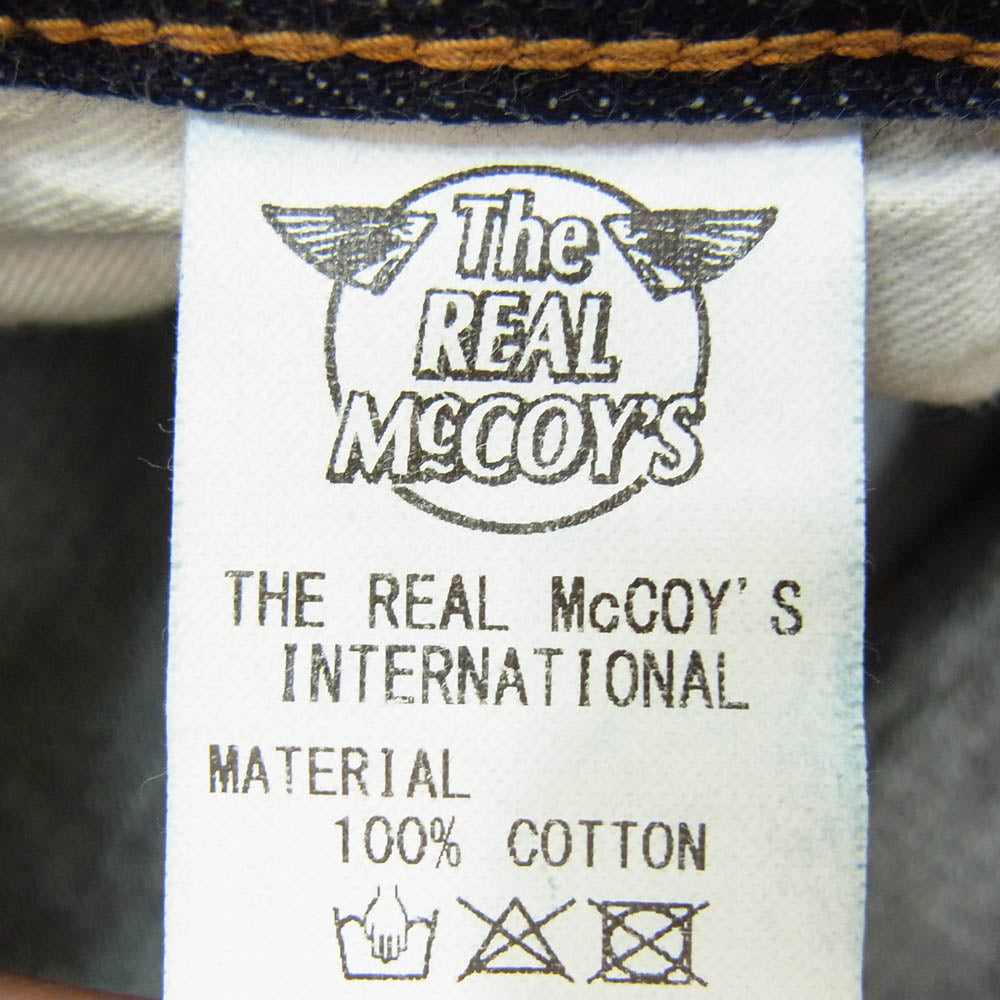 The
REAL
McCOY'S
THE REAL McCOY'S
INTERNATIONAL
MATERIAL
100% COTTON